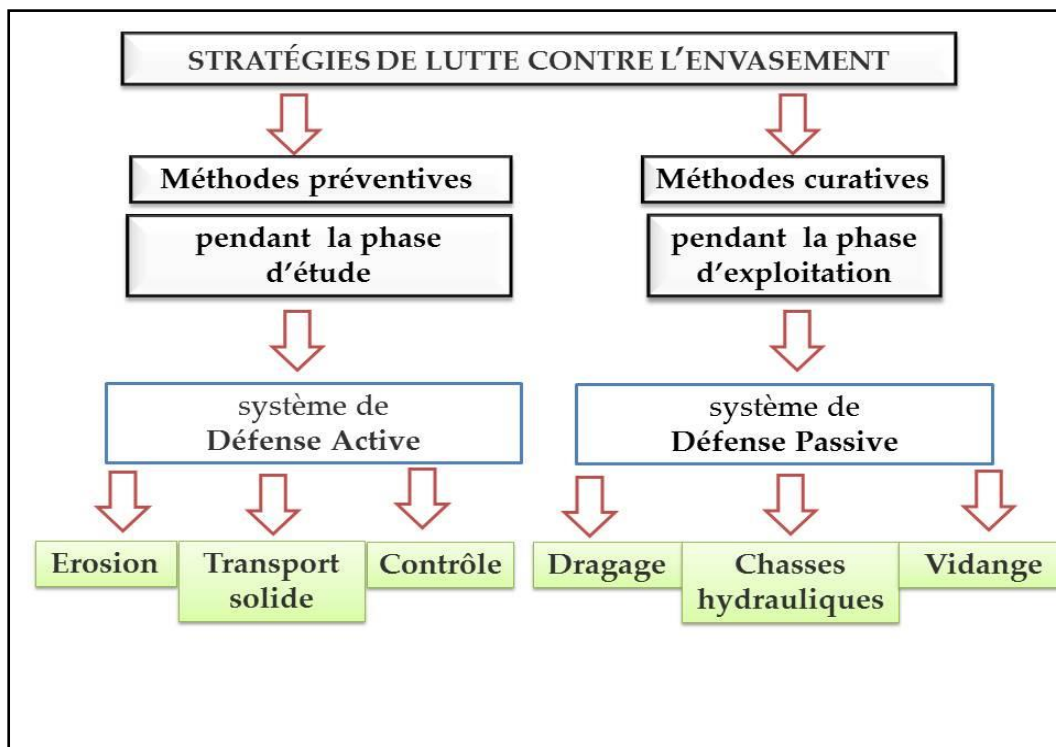 STRATÉGIES DE LUTTE CONTRE L’ENVASEMENT
Méthodes préventives
pendant la phase
d’étude
système de
Défense Active
Erosion
Transport
solide
Contrôle
Méthodes curatives
pendant la phase
d’exploitation
système de
Défense Passive
Dragage
Chasses
hydrauliques
Vidange